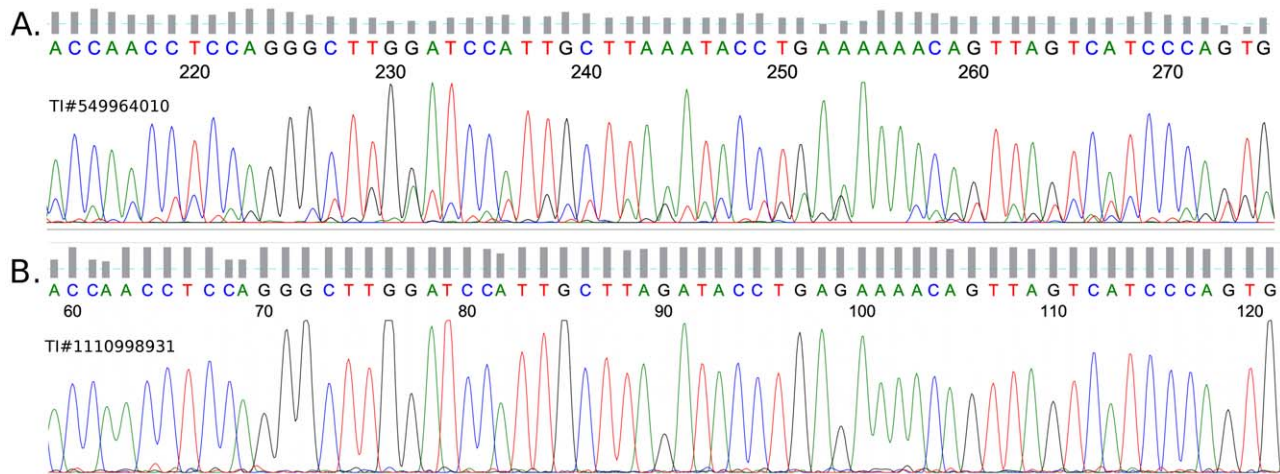 A.
ACCAACCTCCAGGGCTTGGATCCATTGCTTAAATACCTGAAAAAACAGTTAGTCATCCCAGTG
220 230 240 250 260 270
TI#549964010
B.
ACCAACCTCCAGGGCTTGGATCCATTGCTTAGATACCTGAGAAAACAGTTAGTCATCCCAGTG
60 70 80 90 100 110 120
TI#1110998931